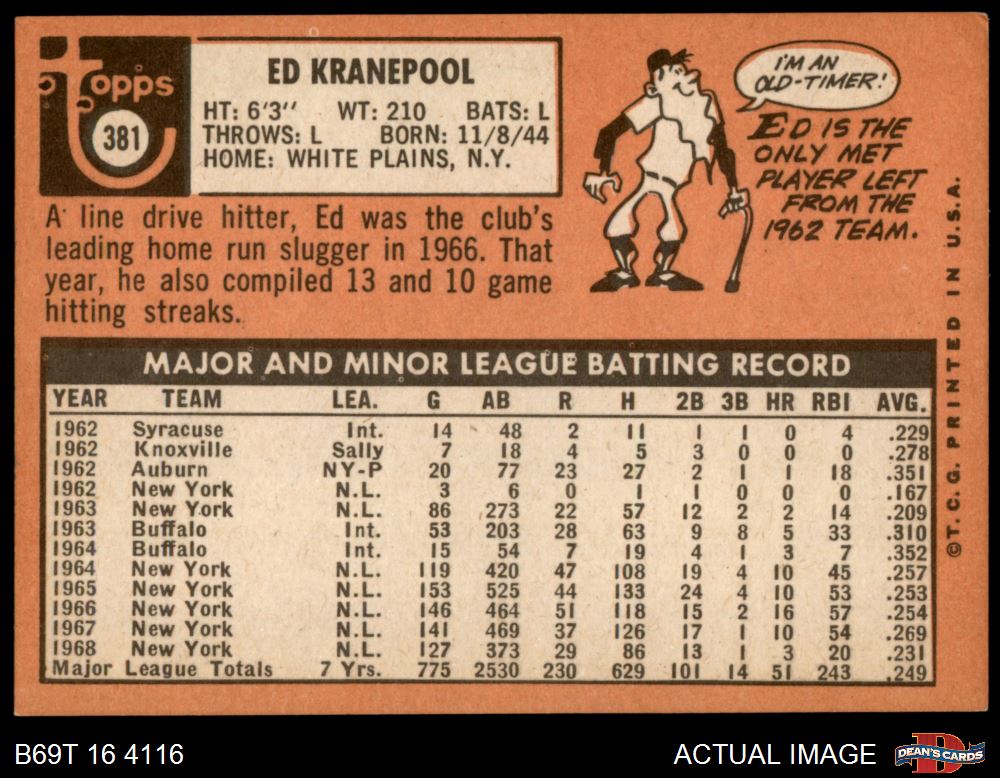 Topps
381
ED KRANEPOOL
HT: 6'3'' WT: 210 BATS: L
THROWS: L BORN: 11/8/44
HOME: WHITE PLAINS, N.Y.
I'M AN
OLD-TIMER!
ED IS THE
ONLY MET
PLAYER LEFT
FROM THE
1962 TEAM.
A line drive hitter, Ed was the club's
leading home run slugger in 1966. That
year, he also compiled 13 and 10 game
hitting streaks.
MAJOR AND MINOR LEAGUE BATTING RECORD
YEAR TEAM LEA. G AB R H 2B 3B HR RBI AVG.
1962 Syracuse Int. 14 48 2 11 1 1 0 4 .229
1962 Knoxville Sally 7 18 4 5 3 0 0 0 .278
1962 Auburn NY-P 20 77 23 27 2 1 1 18 .351
1962 New York N.L. 3 6 0 1 1 0 0 0 .167
1963 New York N.L. 86 273 22 57 12 2 2 14 .209
1963 Buffalo Int. 53 203 28 63 9 8 5 33 .310
1964 Buffalo Int. 15 54 7 19 4 1 3 7 .352
1964 New York N.L. 119 420 47 108 19 4 10 45 .257
1965 New York N.L. 153 525 44 133 24 4 10 53 .253
1966 New York N.L. 146 464 51 118 15 2 16 57 .254
1967 New York N.L. 141 469 37 126 17 1 10 54 .269
1968 New York N.L. 127 373 29 86 13 1 3 20 .231
Major League Totals 7 Yrs. 775 2530 230 629 101 14 51 243 .249
©T.C.G. PRINTED IN U.S.A.
B69T 16 4116
ACTUAL IMAGE
DEAN'S CARDS